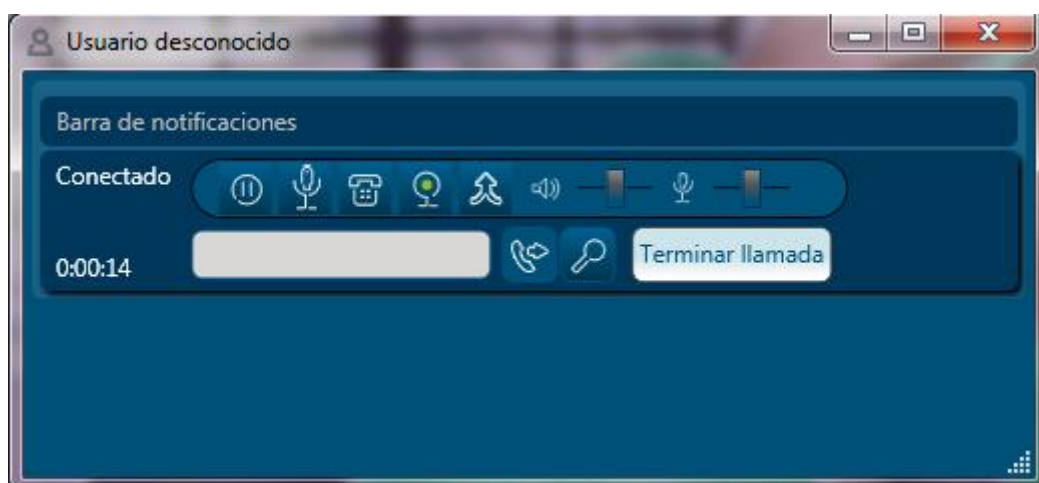 Usuario desconocido
Barra de notificaciones
Conectado
0:00:14
Terminar llamada